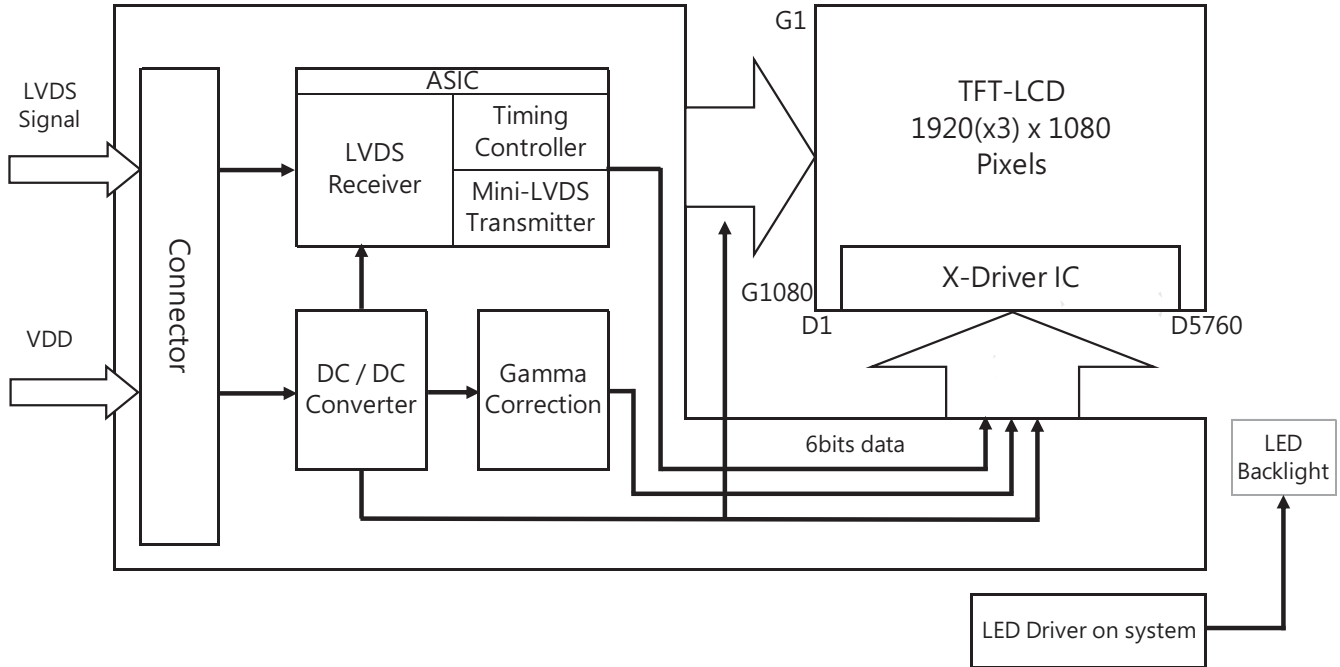 LVDS
Signal
VDD
Connector
ASIC
LVDS
Receiver
Timing
Controller
Mini-LVDS
Transmitter
DC / DC
Converter
Gamma
Correction
6bits data
G1
G1080
TFT-LCD
1920(x3) x 1080
Pixels
X-Driver IC
D1
D5760
LED
Backlight
LED Driver on system